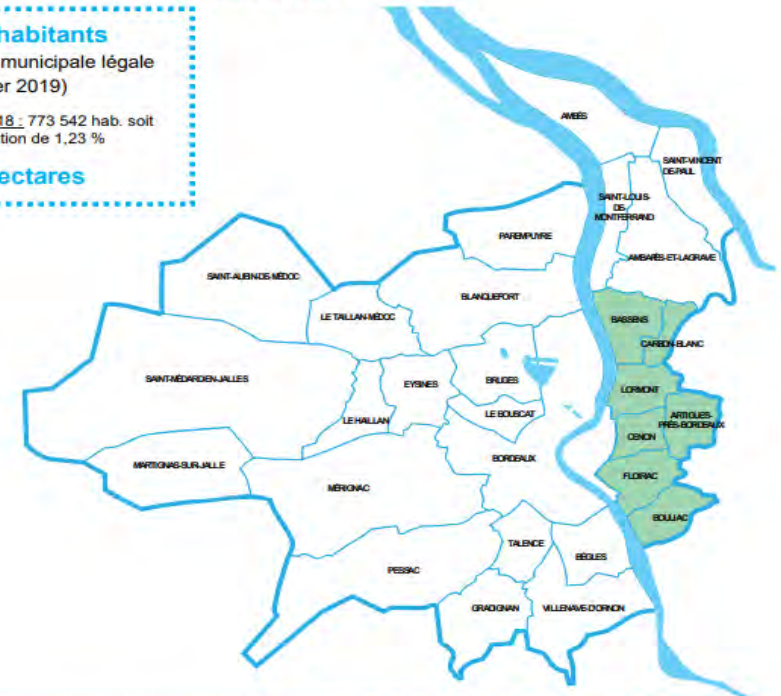 habitants
municipale légale
er 2019)
18 : 773 542 hab. soit
tion de 1,23 %
ectares
AMBÈS
SAINT-VINCENT
DE-PAUL
SAINT-LOUIS-
DE-
MONTFERRAND
PAREMPUYRE
AMBARÈS-ET-LAGRAVE
SAINT-AUBIN-DE-MÉDOC
BLANQUEFORT
LE TAILLAN-MÉDOC
BASSENS
CARBON-BLANC
SAINT-MÉDARD-EN-JALLES
EYSINES
BRUGES
LORMONT
LE HAILLAN
LE BOUSCAT
ARTIGUES-
PRÈS-BORDEAUX
CENON
MARTIGNAS-SUR-JALLE
BORDEAUX
MÉRIGNAC
FLOIRAC
BOULIAC
TALENCE
BÈGLES
PESSAC
GRADIGNAN
VILLENAVE-D'ORNON